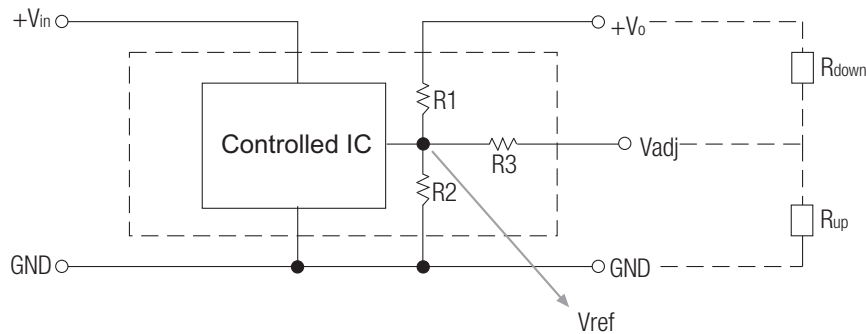 +Vin
+Vo
Rdown
R1
Controlled IC
Vadj
R3
R2
Rup
GND
GND
Vref